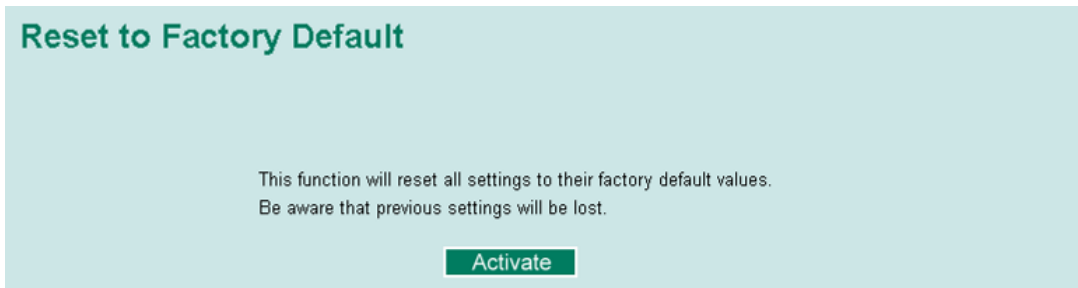 Reset to Factory Default
This function will reset all settings to their factory default values.
Be aware that previous settings will be lost.
Activate